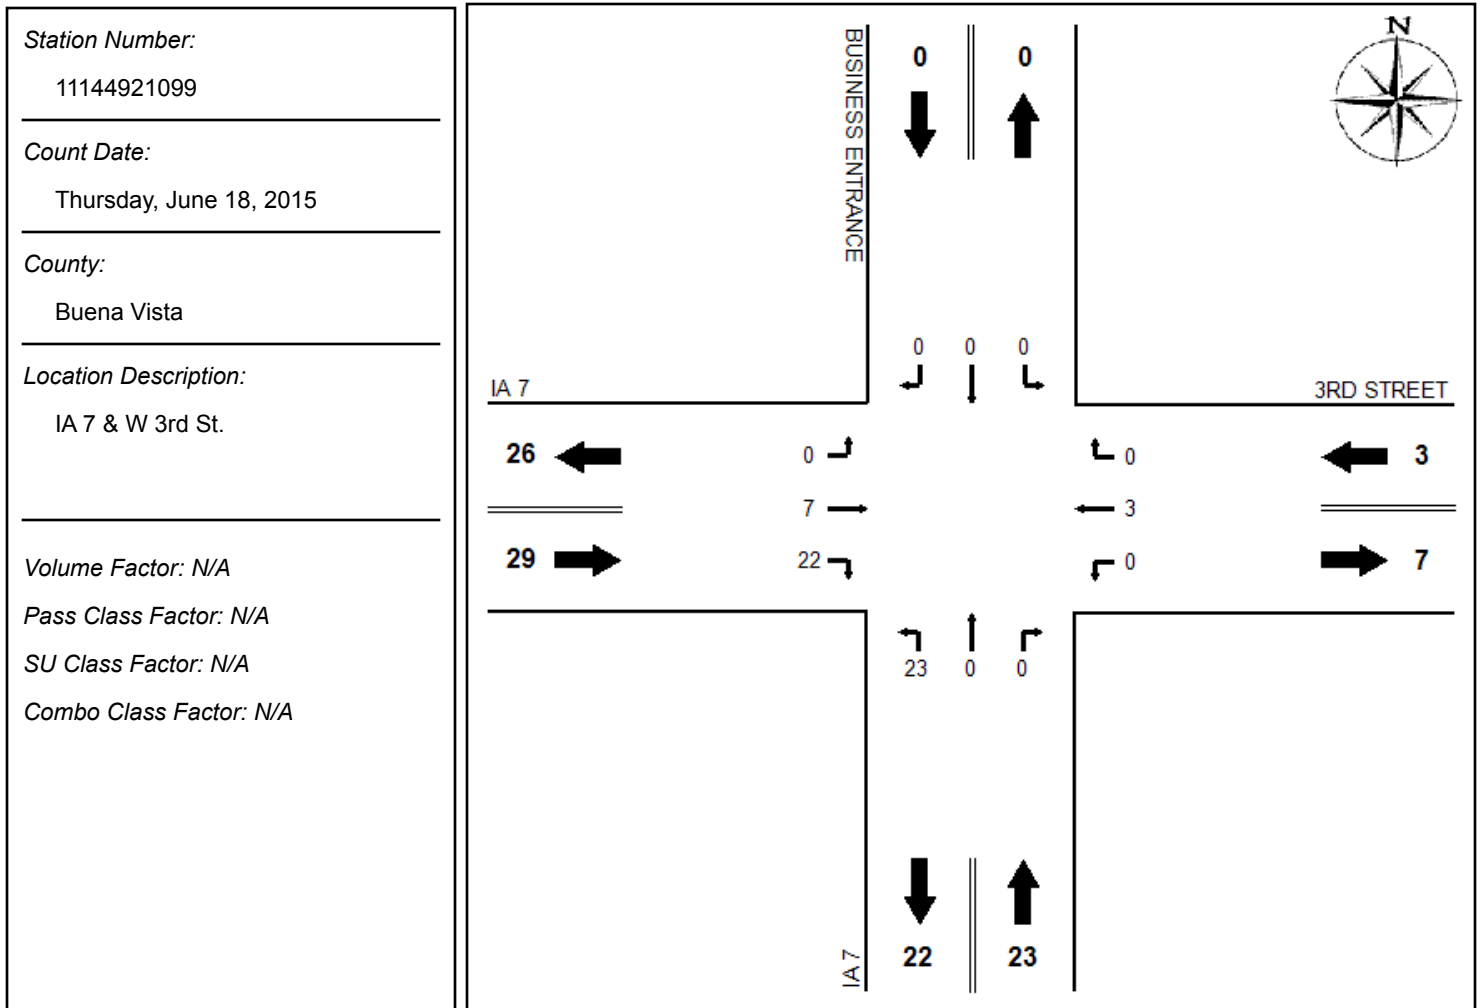 Station Number:
11144921099
Count Date:
Thursday, June 18, 2015
County:
Buena Vista
Location Description:
IA 7 & W 3rd St.
Volume Factor: N/A
Pass Class Factor: N/A
SU Class Factor: N/A
Combo Class Factor: N/A
N
BUSINESS ENTRANCE
0 0
0 0 0
IA 7
3RD STREET
26 0 0 3
7 3
29 22 0 7
23 0 0
IA 7
22 23